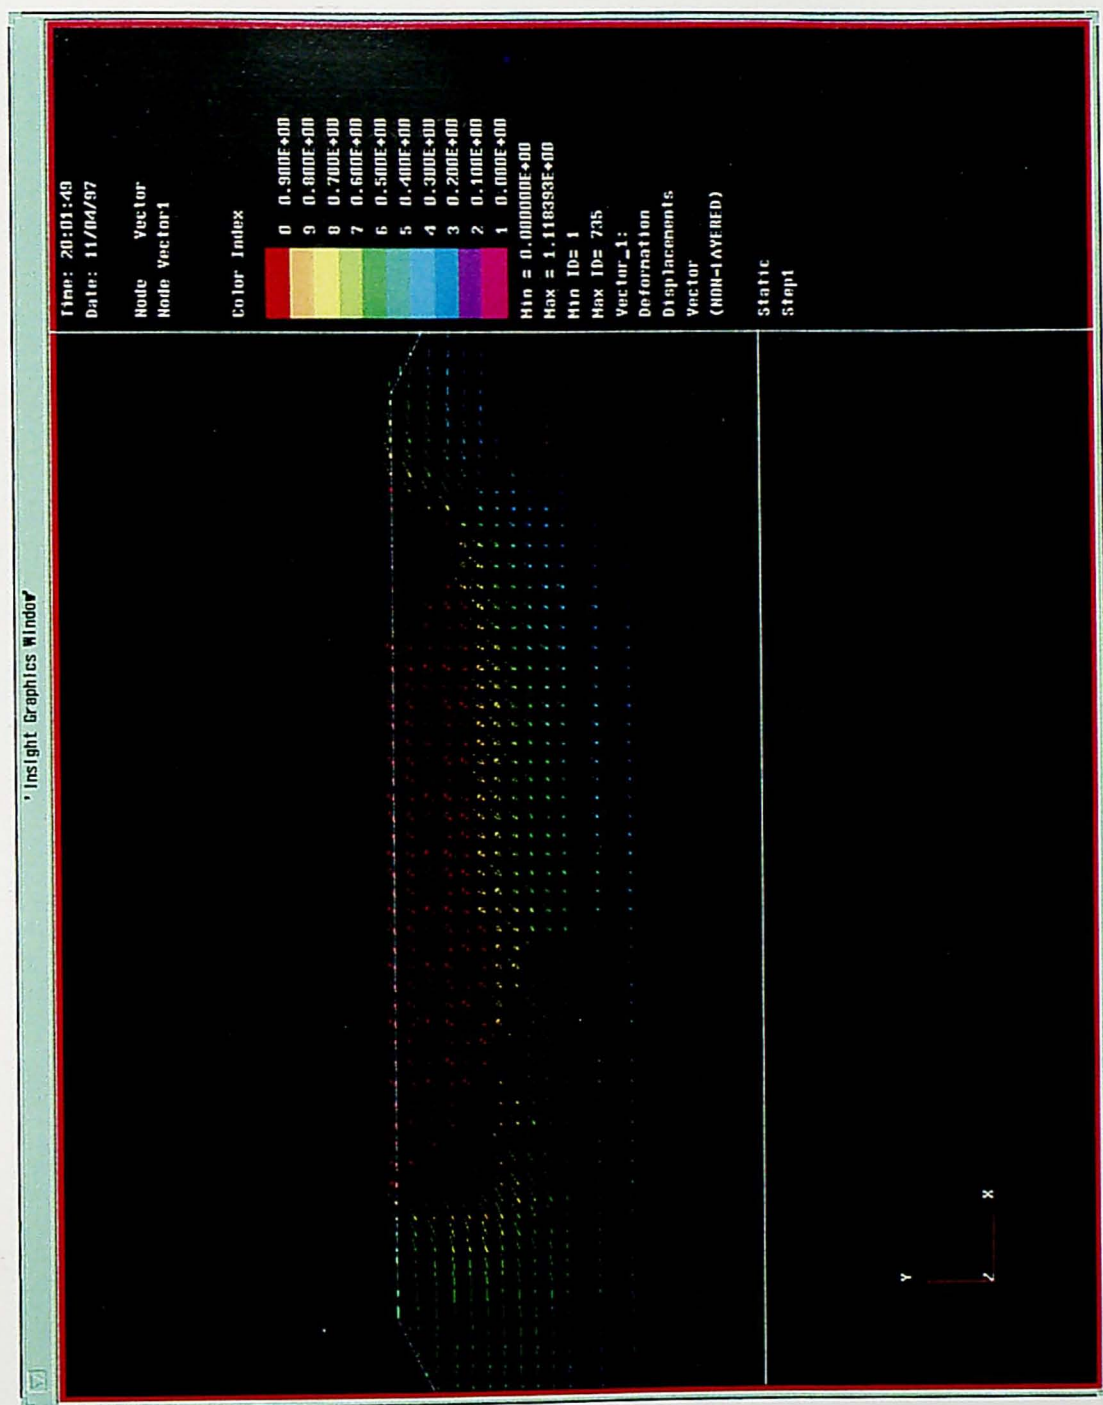 ' Insight Graphics Window'
Time: 20:01:49
Date: 11/04/97
Node Vector
Node Vector1
Color Index
0 0.900E+00
9 0.800E+00
8 0.700E+00
7 0.600E+00
6 0.500E+00
5 0.400E+00
4 0.300E+00
3 0.200E+00
2 0.100E+00
1 0.000E+00
Min = 0.000000E+00
Max = 1.118393E+00
Min ID= 1
Max ID= 735
Vector_1:
Deformation
Displacements
Vector
(NON-LAYERED)
Static
Step1
Y
Z X